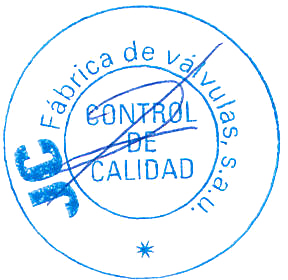 JC Fábrica de válvulas, s.a.u.
CONTROL
DE
CALIDAD